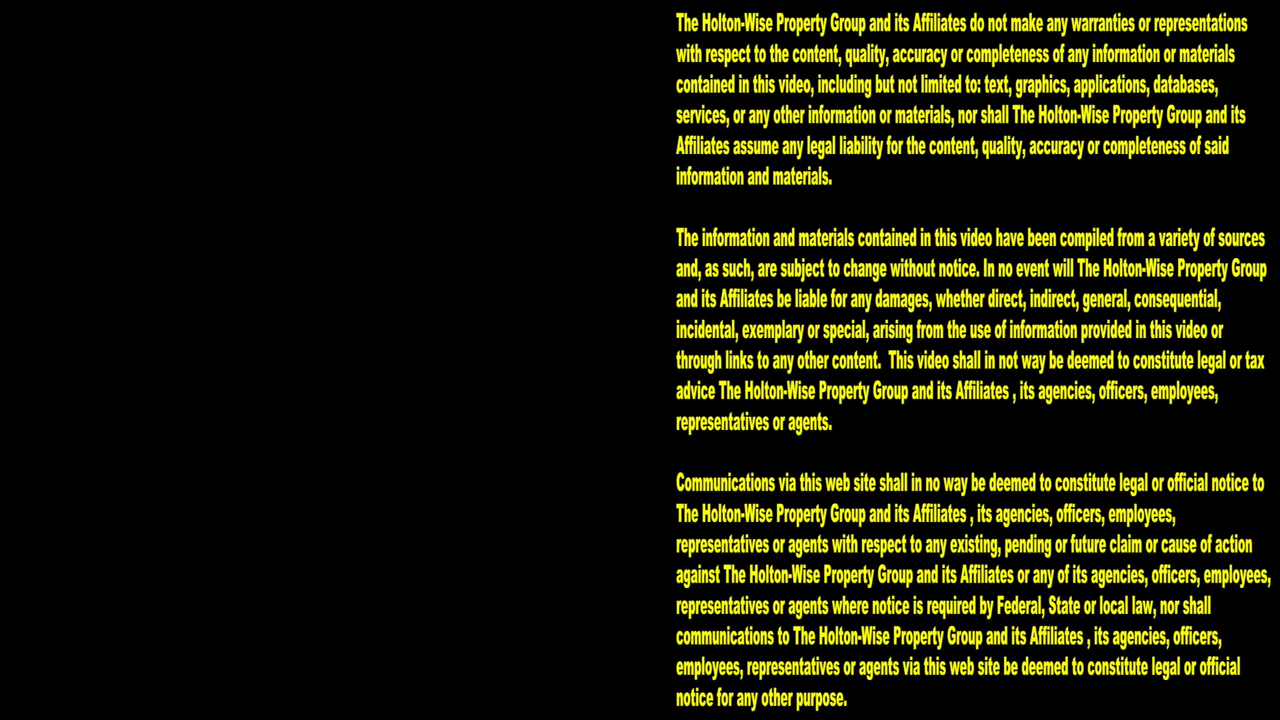 The Holton-Wise Property Group and its Affiliates do not make any warranties or representations
with respect to the content, quality, accuracy or completeness of any information or materials
contained in this video, including but not limited to: text, graphics, applications, databases,
services, or any other information or materials, nor shall The Holton-Wise Property Group and its
Affiliates assume any legal liability for the content, quality, accuracy or completeness of said
information and materials.
The information and materials contained in this video have been compiled from a variety of sources
and, as such, are subject to change without notice. In no event will The Holton-Wise Property Group
and its Affiliates be liable for any damages, whether direct, indirect, general, consequential,
incidental, exemplary or special, arising from the use of information provided in this video or
through links to any other content.  This video shall in not way be deemed to constitute legal or tax
advice The Holton-Wise Property Group and its Affiliates , its agencies, officers, employees,
representatives or agents.
Communications via this web site shall in no way be deemed to constitute legal or official notice to
The Holton-Wise Property Group and its Affiliates , its agencies, officers, employees,
representatives or agents with respect to any existing, pending or future claim or cause of action
against The Holton-Wise Property Group and its Affiliates or any of its agencies, officers, employees,
representatives or agents where notice is required by Federal, State or local law, nor shall
communications to The Holton-Wise Property Group and its Affiliates , its agencies, officers,
employees, representatives or agents via this web site be deemed to constitute legal or official
notice for any other purpose.